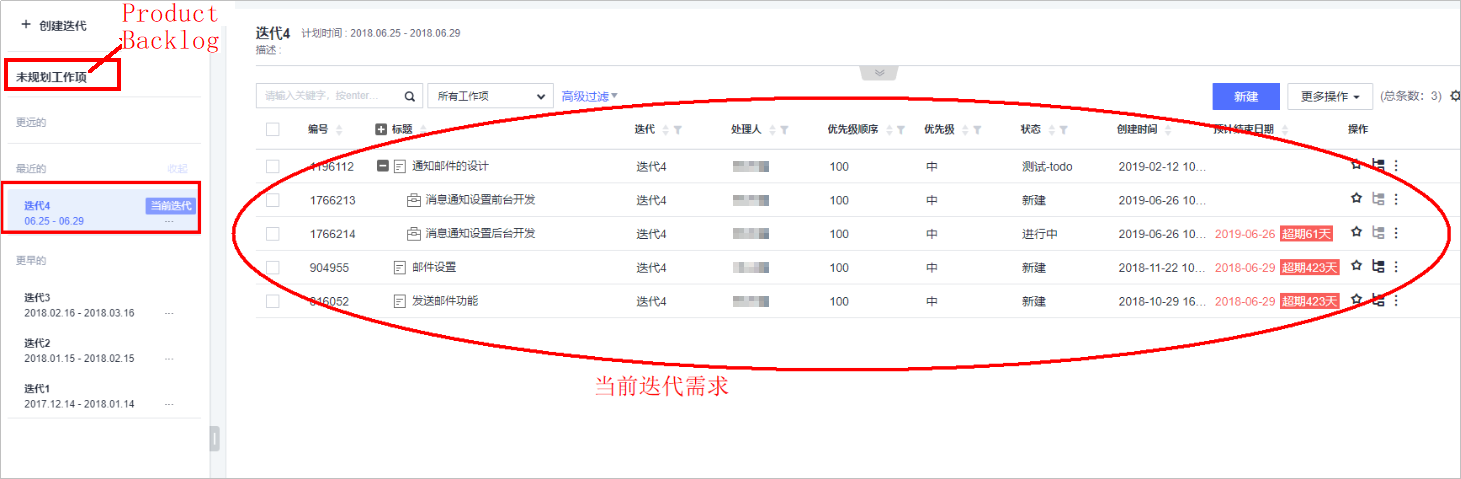 + 创建迭代
Product
Backlog
未规划工作项
更远的
最近的 收起
迭代4 当前迭代
06.25 - 06.29 ...
更早的
迭代3
2018.02.16 - 2018.03.16 ...
迭代2
2018.01.15 - 2018.02.15 ...
迭代1
2017.12.14 - 2018.01.14 ...
迭代4 计划时间 : 2018.06.25 - 2018.06.29
描述 :
请输入关键字，按enter... 所有工作项 高级过滤 新建 更多操作 (总条数：3)
编号 标题 迭代 处理人 优先级顺序 优先级 状态 创建时间 预计结束日期 操作
1196112 通知邮件的设计 迭代4 100 中 测试-todo 2019-02-12 10...
1766213 消息通知设置前台开发 迭代4 100 中 新建 2019-06-26 10...
1766214 消息通知设置后台开发 迭代4 100 中 进行中 2019-06-26 10... 2019-06-26 超期61天
904955 邮件设置 迭代4 100 中 新建 2018-11-22 10... 2018-06-29 超期423天
816052 发送邮件功能 迭代4 100 中 新建 2018-10-29 16... 2018-06-29 超期423天
当前迭代需求